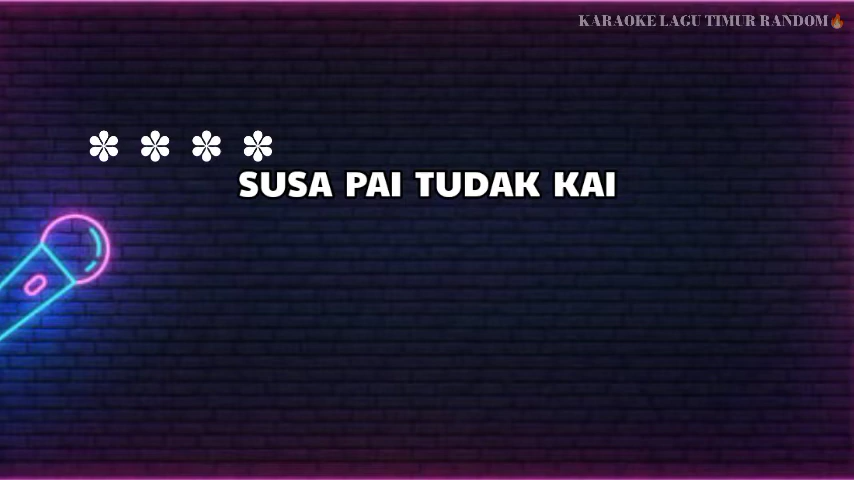 KARAOKE LAGU TIMUR RANDOM🔥
✽ ✽ ✽ ✽
SUSA PAI TUDAK KAI